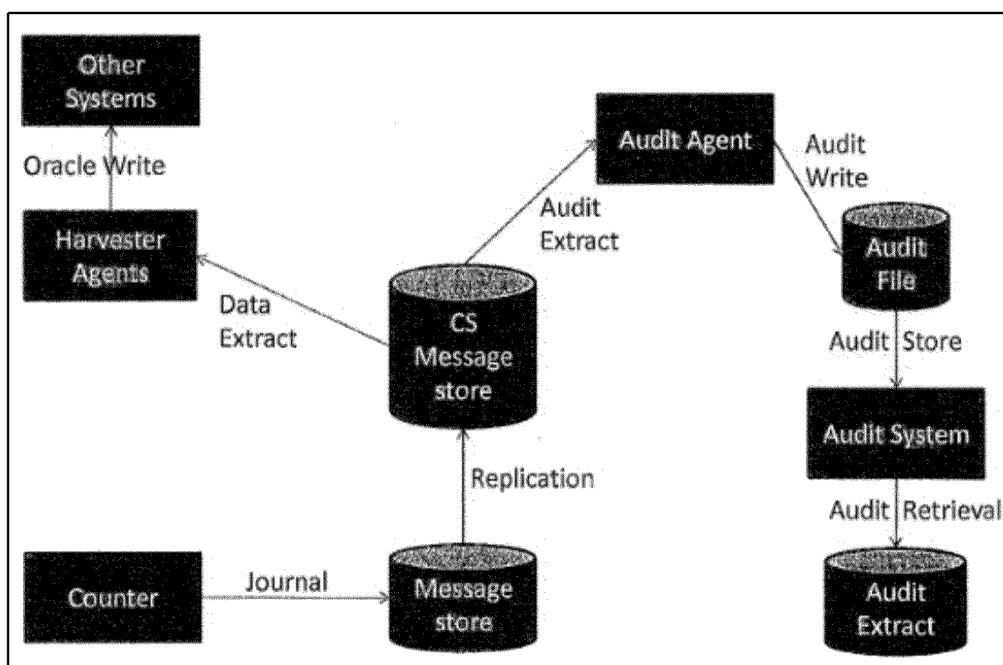 Other
Systems
Oracle Write
Harvester
Agents
Data
Extract
Audit Agent
Audit
Write
Audit
Extract
Audit
File
CS
Message
store
Audit Store
Audit System
Replication
Audit Retrieval
Counter
Journal
Message
store
Audit
Extract